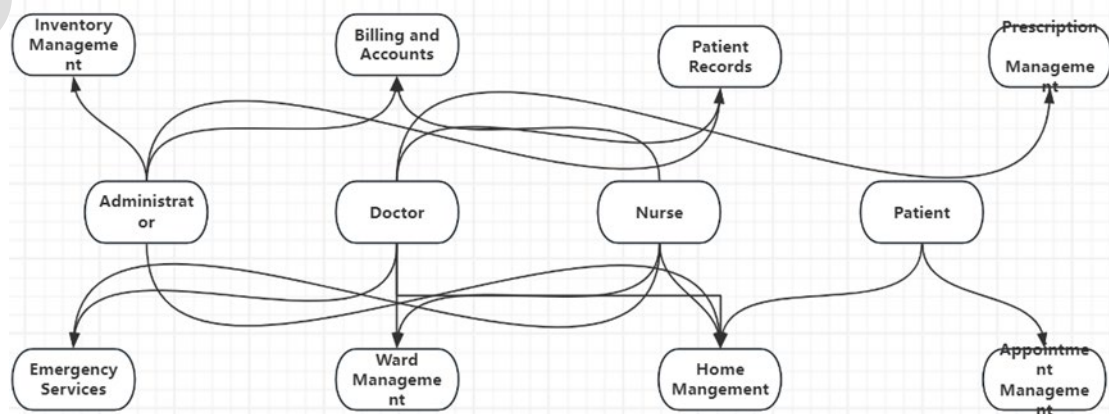 Inventory
Manageme
nt
Billing and
Accounts
Patient
Records
Prescription
Manageme
nt
Administrat
or
Doctor
Nurse
Patient
Emergency
Services
Ward
Manageme
nt
Home
Mangement
Appointme
nt
Manageme
nt